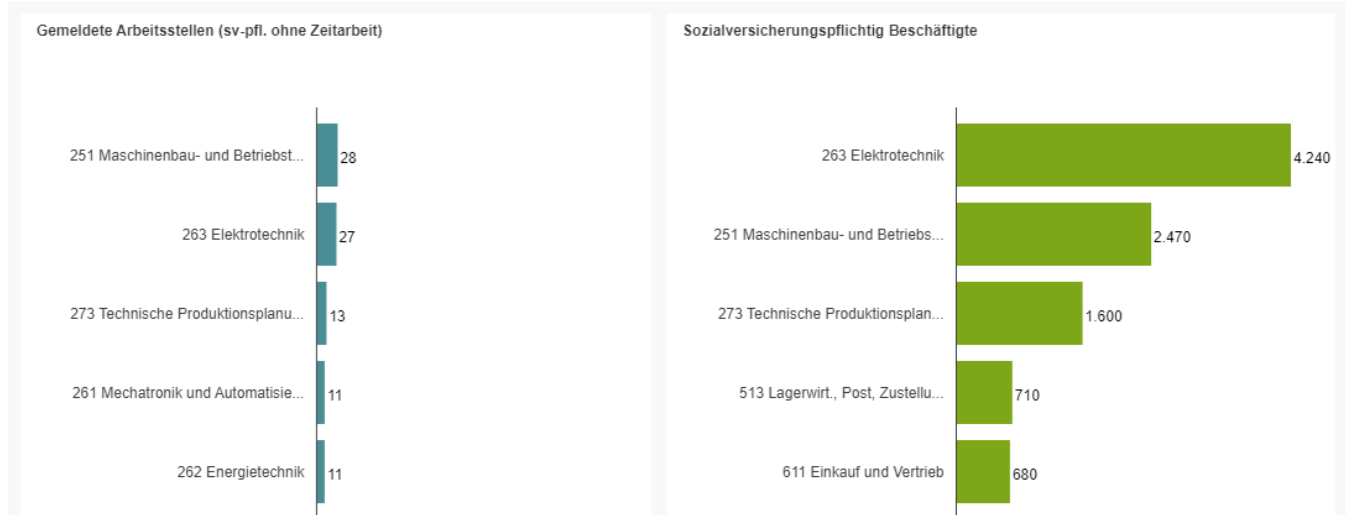 Gemeldete Arbeitsstellen (sv-pfl. ohne Zeitarbeit)
251 Maschinenbau- und Betriebst...
28
263 Elektrotechnik
27
273 Technische Produktionsplanu...
13
261 Mechatronik und Automatisie...
11
262 Energietechnik
11
Sozialversicherungspflichtig Beschäftigte
263 Elektrotechnik
4.240
251 Maschinenbau- und Betriebs...
2.470
273 Technische Produktionsplan...
1.600
513 Lagerwirt., Post, Zustellu...
710
611 Einkauf und Vertrieb
680